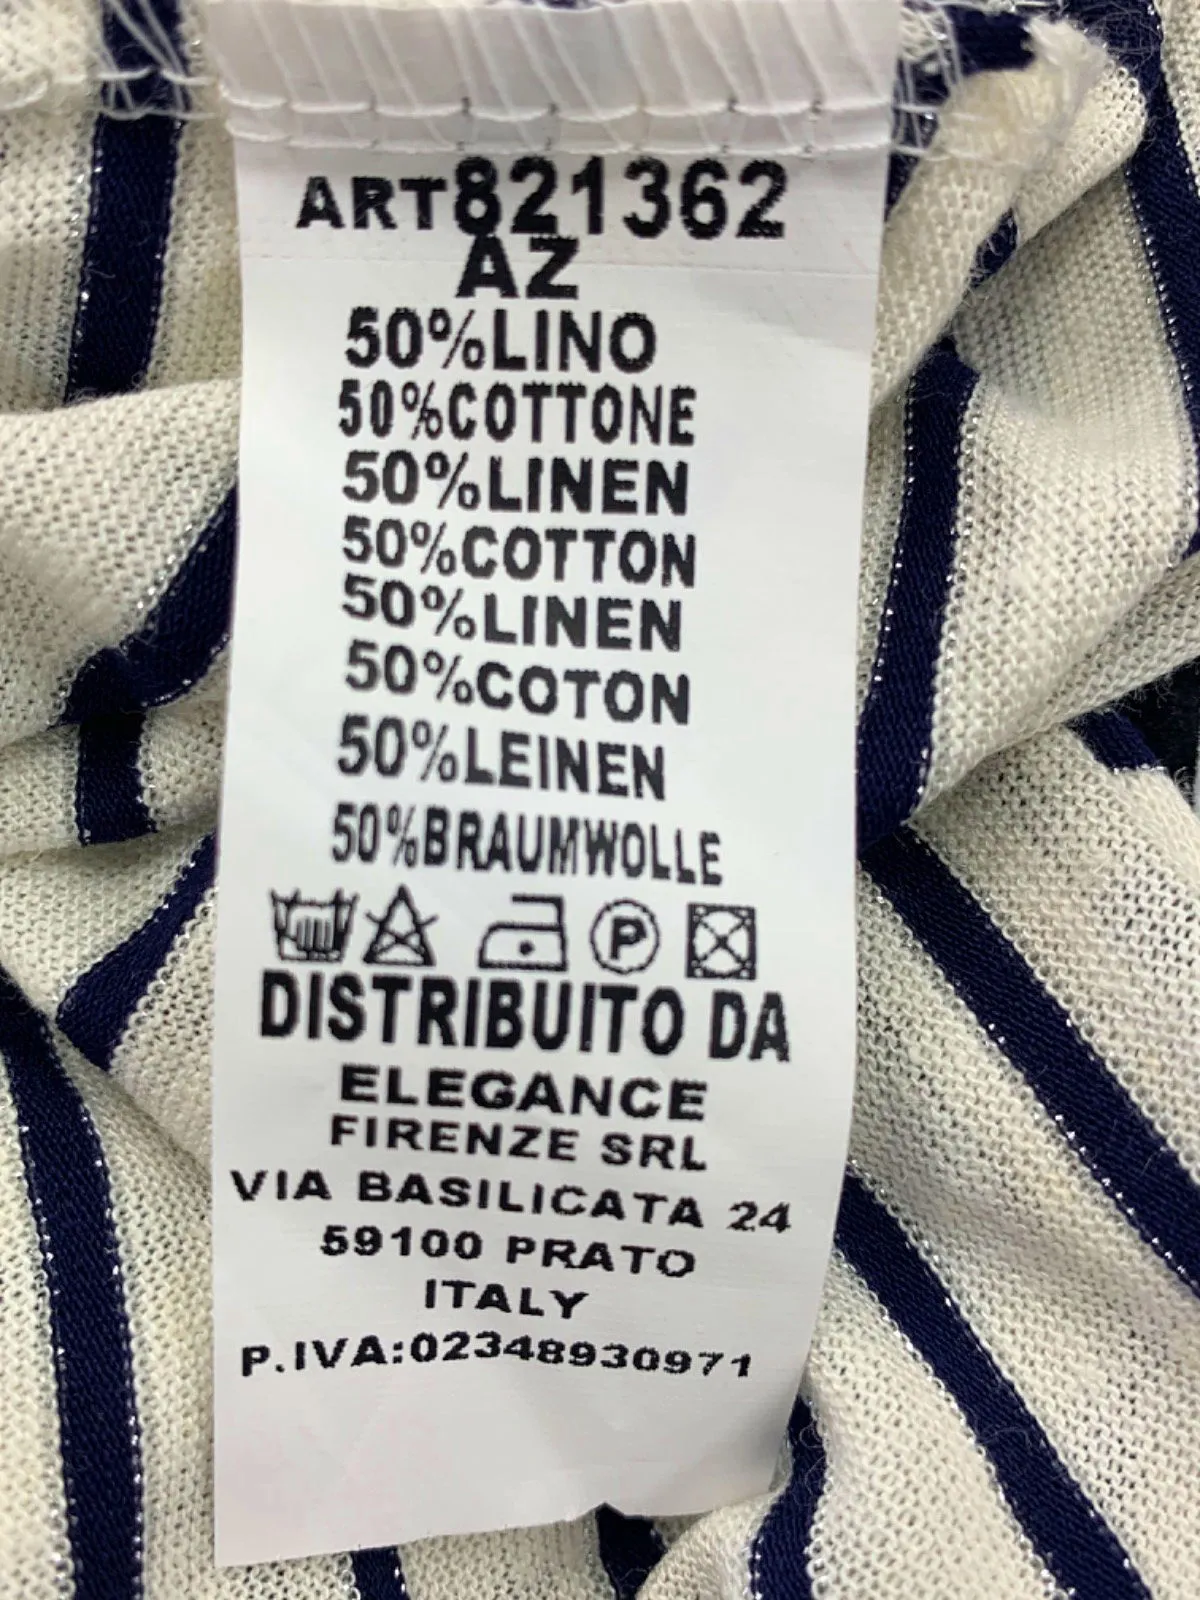 ART821362
AZ
50%LINO
50%COTTONE
50%LINEN
50%COTTON
50%LINEN
50%COTON
50%LEINEN
50%BRAUMWOLLE
P
DISTRIBUITO DA
ELEGANCE
FIRENZE SRL
VIA BASILICATA 24
59100 PRATO
ITALY
P.IVA:02348930971